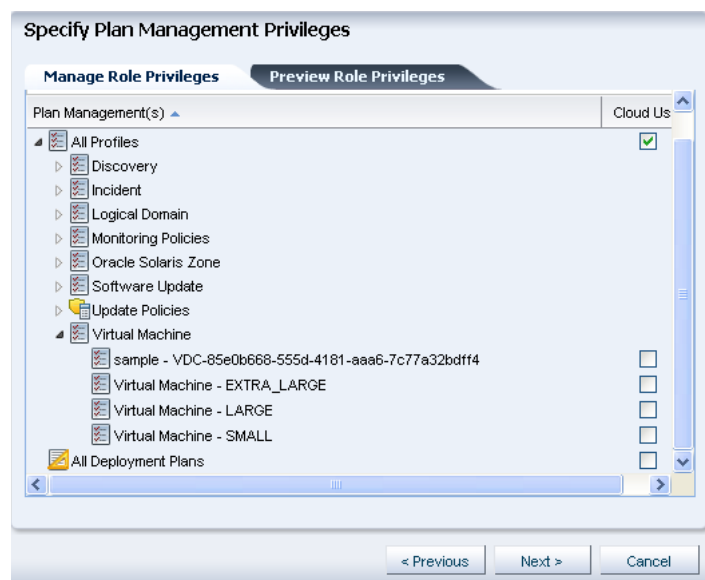 Specify Plan Management Privileges
Manage Role Privileges Preview Role Privileges
Plan Management(s) Cloud Us
All Profiles
Discovery
Incident
Logical Domain
Monitoring Policies
Oracle Solaris Zone
Software Update
Update Policies
Virtual Machine
sample - VDC-85e0b668-555d-4181-aaa6-7c77a32bdff4
Virtual Machine - EXTRA_LARGE
Virtual Machine - LARGE
Virtual Machine - SMALL
All Deployment Plans
< Previous Next > Cancel